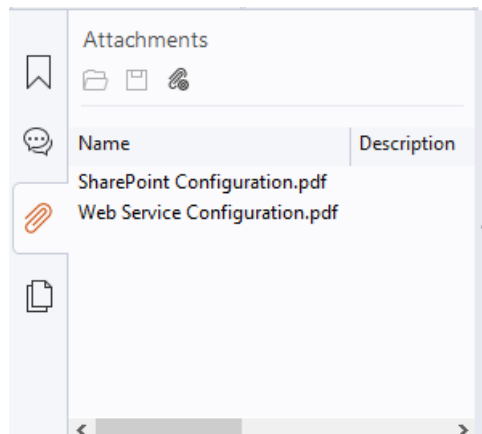 Attachments
Name Description
SharePoint Configuration.pdf
Web Service Configuration.pdf